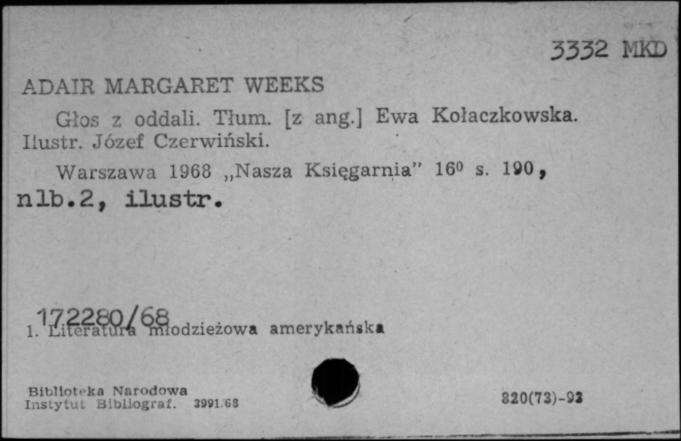 3332 MKD
ADAIR MARGARET WEEKS
Głos z oddali. Tłum. [z ang.] Ewa Kołaczkowska.
Ilustr. Józef Czerwiński.
Warszawa 1968 „Nasza Księgarnia” 16⁰ s. 190,
nlb.2, ilustr.
172280/68
1. Literatura młodzieżowa amerykańska
Biblioteka Narodowa
Instytut Bibliograf. 3991/68
820(73)-93